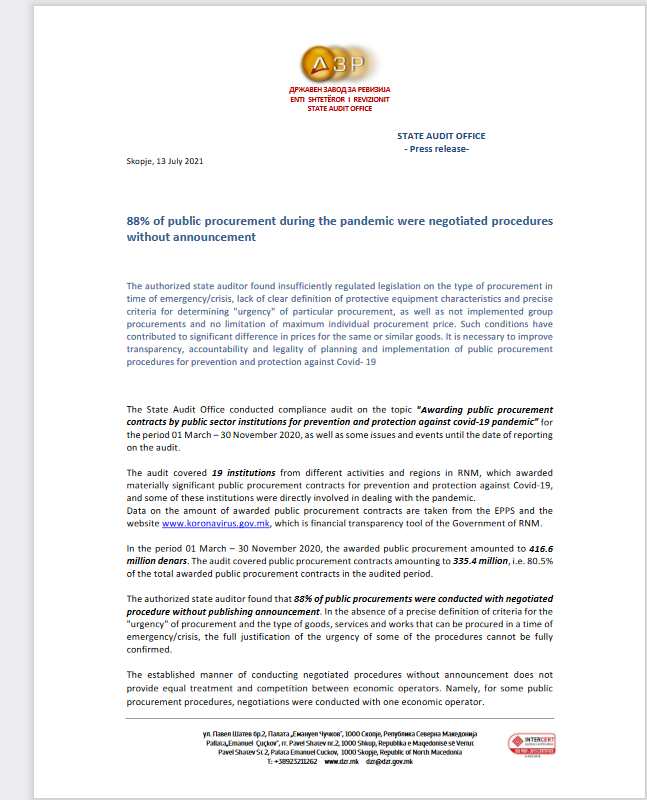 ДЗР
ДРЖАВЕН ЗАВОД ЗА РЕВИЗИЈА
ENTI SHTETËROR I REVIZIONIT
STATE AUDIT OFFICE
STATE AUDIT OFFICE
- Press release-
Skopje, 13 July 2021
88% of public procurement during the pandemic were negotiated procedures
without announcement
The authorized state auditor found insufficiently regulated legislation on the type of procurement in
time of emergency/crisis, lack of clear definition of protective equipment characteristics and precise
criteria for determining "urgency" of particular procurement, as well as not implemented group
procurements and no limitation of maximum individual procurement price. Such conditions have
contributed to significant difference in prices for the same or similar goods. It is necessary to improve
transparency, accountability and legality of planning and implementation of public procurement
procedures for prevention and protection against Covid- 19
The State Audit Office conducted compliance audit on the topic "Awarding public procurement
contracts by public sector institutions for prevention and protection against covid-19 pandemic" for
the period 01 March – 30 November 2020, as well as some issues and events until the date of reporting
on the audit.
The audit covered 19 institutions from different activities and regions in RNM, which awarded
materially significant public procurement contracts for prevention and protection against Covid-19,
and some of these institutions were directly involved in dealing with the pandemic.
Data on the amount of awarded public procurement contracts are taken from the EPPS and the
website www.koronavirus.gov.mk, which is financial transparency tool of the Government of RNM.
In the period 01 March – 30 November 2020, the awarded public procurement amounted to 416.6
million denars. The audit covered public procurement contracts amounting to 335.4 million, i.e. 80.5%
of the total awarded public procurement contracts in the audited period.
The authorized state auditor found that 88% of public procurements were conducted with negotiated
procedure without publishing announcement. In the absence of a precise definition of criteria for the
"urgency" of procurement and the type of goods, services and works that can be procured in a time of
emergency/crisis, the full justification of the urgency of some of the procedures cannot be fully
confirmed.
The established manner of conducting negotiated procedures without announcement does not
provide equal treatment and competition between economic operators. Namely, for some public
procurement procedures, negotiations were conducted with one economic operator.
ул. Павел Шатев бр.2, Палата „Емануел Чучков“, 1000 Скопје, Република Северна Македонија
Pallata„Emanuel Çuçkov“, rr. Pavel Shatev nr.2, 1000 Shkup, Republika e Maqedonisë së Veriut
Pavel Shatev St.2, Palata Emanuel Cuckov, 1000 Skopje, Republic of North Macedonia
T: +38923211262 www.dzr.mk dzr@dzr.gov.mk
INTERCERT